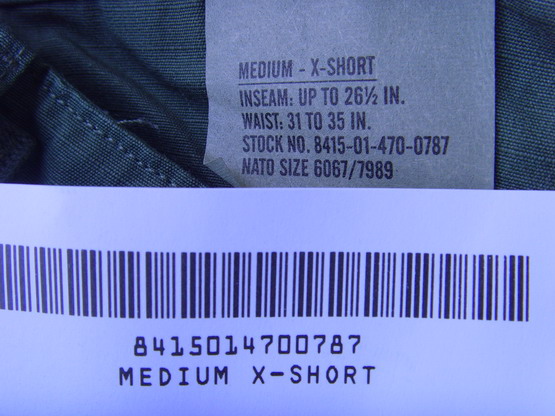 MEDIUM - X-SHORT
INSEAM: UP TO 26½ IN.
WAIST: 31 TO 35 IN.
STOCK NO. 8415-01-470-0787
NATO SIZE 6067/7989
8415014700787
MEDIUM X-SHORT